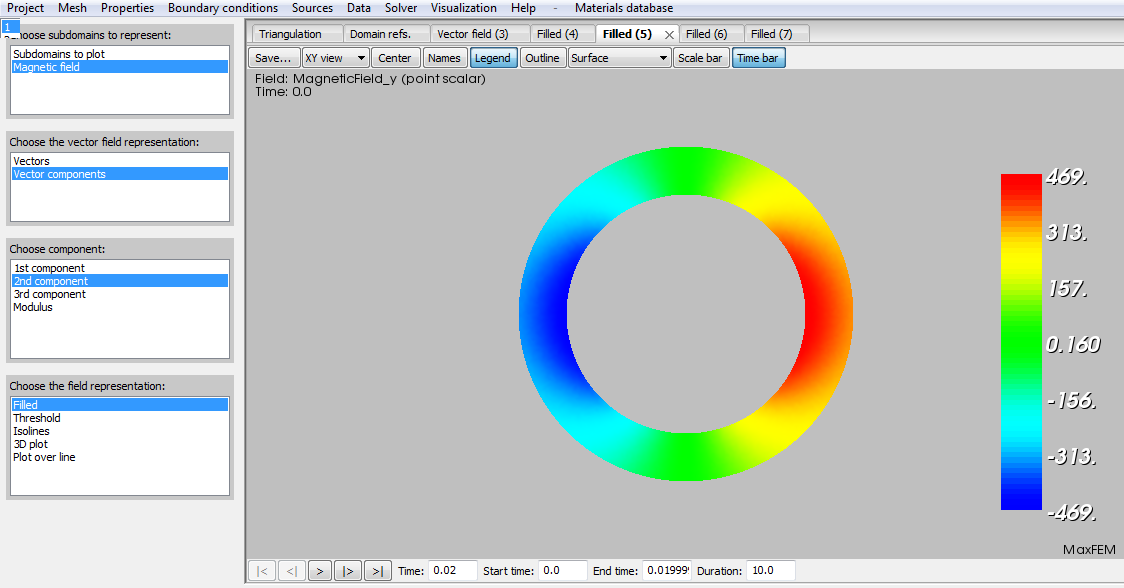 Project Mesh Properties Boundary conditions Sources Data Solver Visualization Help - Materials database
1
Choose subdomains to represent:
Subdomains to plot
Magnetic field
Choose the vector field representation:
Vectors
Vector components
Choose component:
1st component
2nd component
3rd component
Modulus
Choose the field representation:
Filled
Threshold
Isolines
3D plot
Plot over line
Triangulation Domain refs. Vector field (3) Filled (4) Filled (5) Filled (6) Filled (7)
Save... XY view Center Names Legend Outline Surface Scale bar Time bar
Field: MagneticField_y (point scalar)
Time: 0.0
469.
313.
157.
0.160
-156.
-313.
-469.
MaxFEM
|< <| > |> >| Time: 0.02 Start time: 0.0 End time: 0.01999 Duration: 10.0